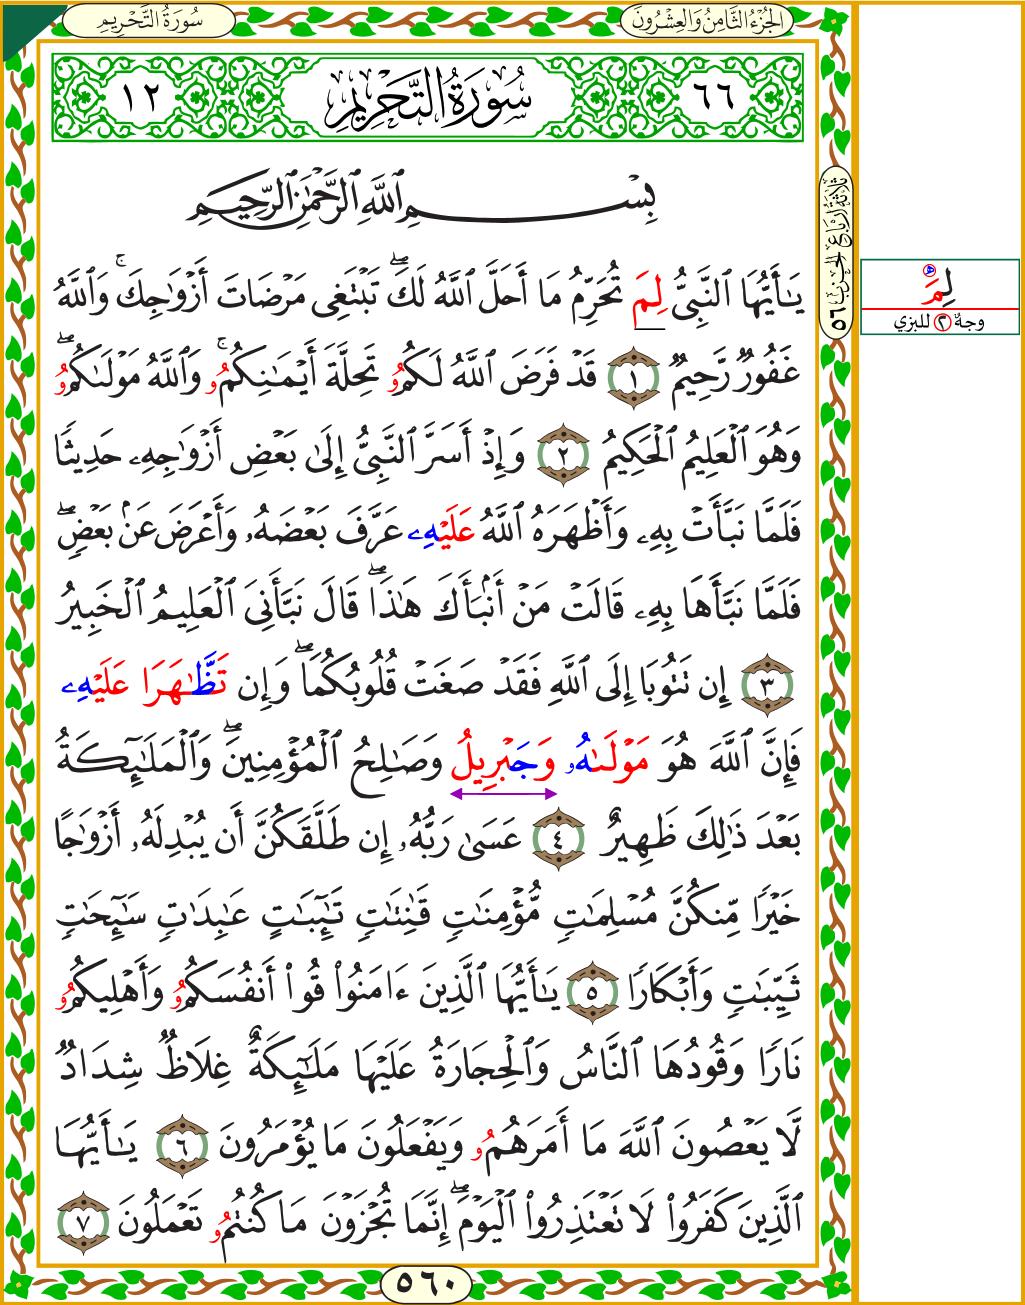 سُورَةُ التَّحْرِيمِ
الجُزْءُ الثَّامِنُ وَالعِشْرُونَ
٦٦ سُورَةُ التَّحْرِيمِ ١٢
بِسْمِ ٱللَّهِ ٱلرَّحْمَٰنِ ٱلرَّحِيمِ
يَٰٓأَيُّهَا ٱلنَّبِيُّ لِمَ تُحَرِّمُ مَا أَحَلَّ ٱللَّهُ لَكَۖ تَبْتَغِي مَرْضَاتَ أَزْوَٰجِكَۚ وَٱللَّهُ
غَفُورٌ رَّحِيمٌ ١ قَدْ فَرَضَ ٱللَّهُ لَكُمُۥ تَحِلَّةَ أَيْمَٰنِكُمُۥۚ وَٱللَّهُ مَوْلَىٰكُمُۥۖ
وَهُوَ ٱلْعَلِيمُ ٱلْحَكِيمُ ٢ وَإِذْ أَسَرَّ ٱلنَّبِيُّ إِلَىٰ بَعْضِ أَزْوَٰجِهِۦ حَدِيثًا
فَلَمَّا نَبَّأَتْ بِهِۦ وَأَظْهَرَهُ ٱللَّهُ عَلَيْهِۦ عَرَّفَ بَعْضَهُۥ وَأَعْرَضَ عَنۢ بَعْضٍۖ
فَلَمَّا نَبَّأَهَا بِهِۦ قَالَتْ مَنْ أَنۢبَأَكَ هَٰذَاۖ قَالَ نَبَّأَنِيَ ٱلْعَلِيمُ ٱلْخَبِيرُ
٣ إِن تَتُوبَا إِلَى ٱللَّهِ فَقَدْ صَغَتْ قُلُوبُكُمَاۖ وَإِن تَظَّٰهَرَا عَلَيْهِۦ
فَإِنَّ ٱللَّهَ هُوَ مَوْلَىٰهُۥ وَجَبْرِيلُ وَصَٰلِحُ ٱلْمُؤْمِنِينَۖ وَٱلْمَلَٰٓئِكَةُ
بَعْدَ ذَٰلِكَ ظَهِيرٌ ٤ عَسَىٰ رَبُّهُۥ إِن طَلَّقَكُنَّ أَن يُبْدِلَهُۥ أَزْوَٰجًا
خَيْرًا مِّنكُنَّ مُسْلِمَٰتٍ مُّؤْمِنَٰتٍ قَٰنِتَٰتٍ تَٰٓئِبَٰتٍ عَٰبِدَٰتٍ سَٰٓئِحَٰتٍ
ثَيِّبَٰتٍ وَأَبْكَارًا ٥ يَٰأَيُّهَا ٱلَّذِينَ ءَامَنُوا۟ قُوا۟ أَنفُسَكُمُۥ وَأَهْلِيكُمُۥ
نَارًا وَقُودُهَا ٱلنَّاسُ وَٱلْحِجَارَةُ عَلَيْهَا مَلَٰٓئِكَةٌ غِلَاظٌ شِدَادٌ
لَّا يَعْصُونَ ٱللَّهَ مَا أَمَرَهُمُۥ وَيَفْعَلُونَ مَا يُؤْمَرُونَ ٦ يَٰأَيُّهَا
ٱلَّذِينَ كَفَرُوا۟ لَا تَعْتَذِرُوا۟ ٱلْيَوْمَۖ إِنَّمَا تُجْزَوْنَ مَا كُنتُمُۥ تَعْمَلُونَ ٧
٥٦٠
ثَلَاثَةُ أَرْبَاعِ الحِزْبِ ٥٦
لِمَهْ
وجهٌ ٢ للبزي